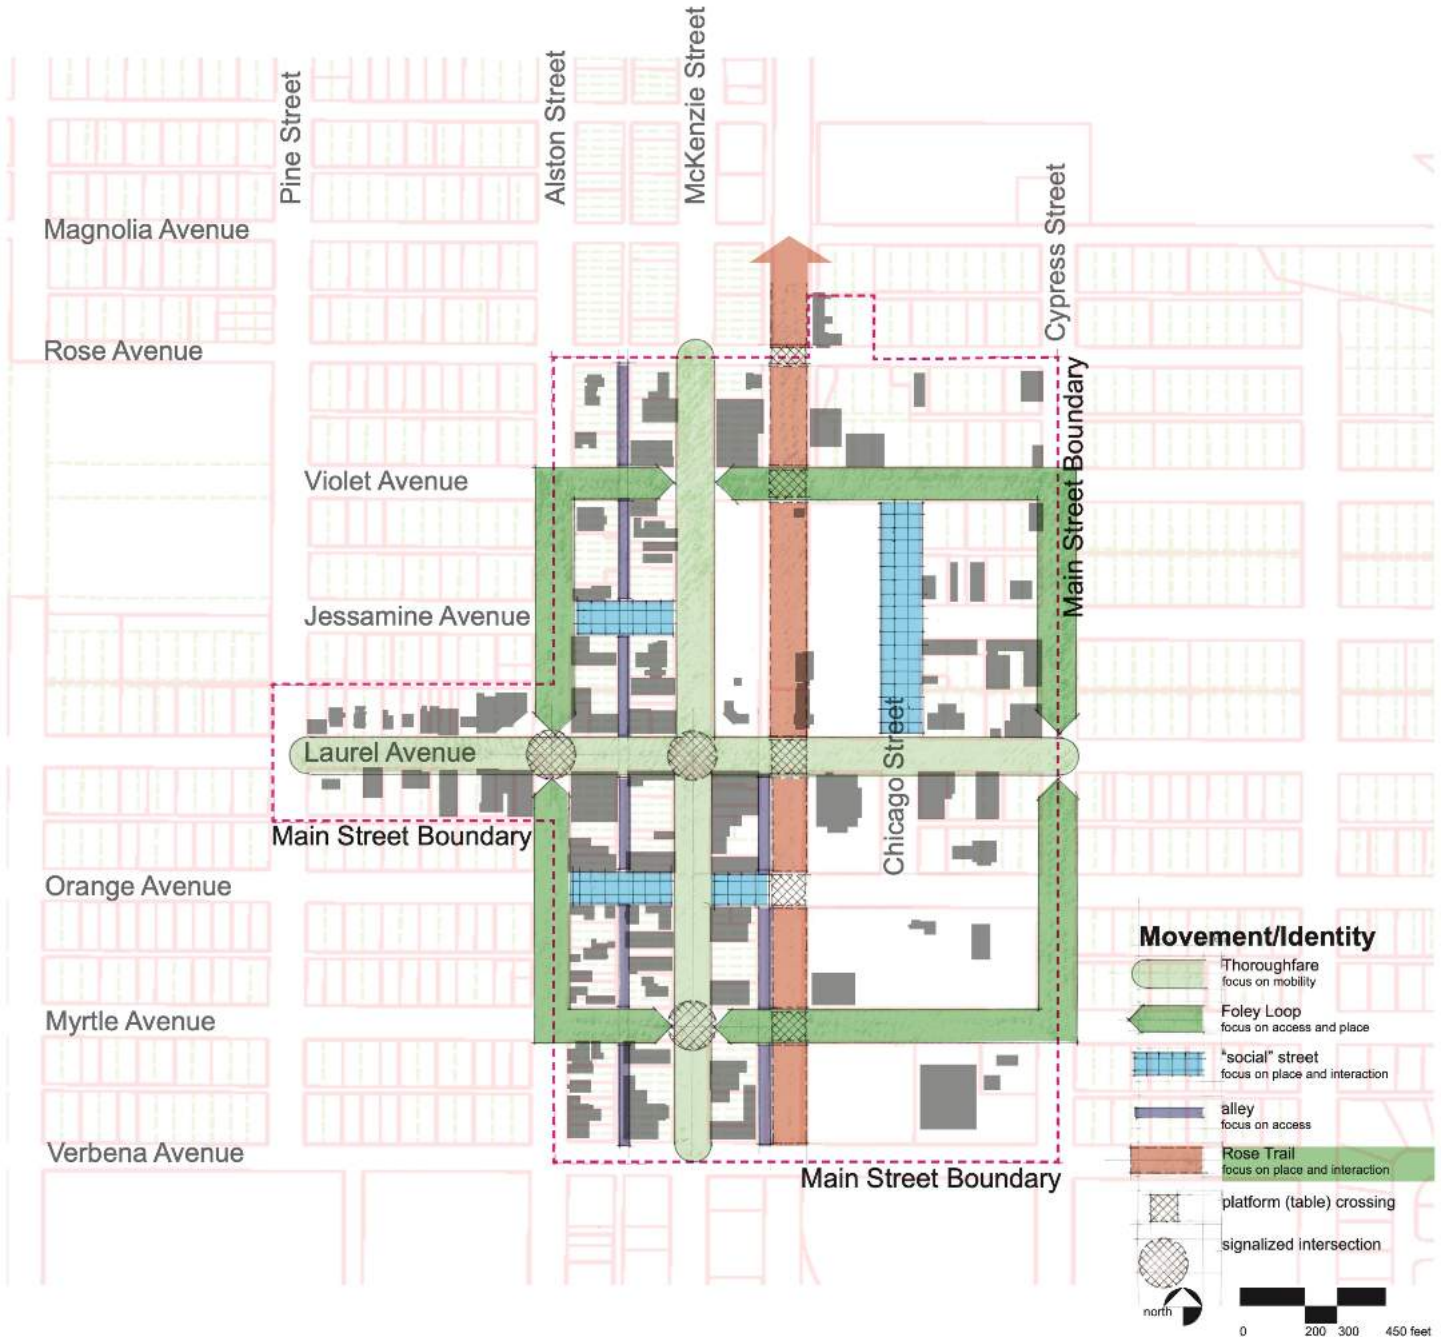 Pine Street
Alston Street
McKenzie Street
Cypress Street
Magnolia Avenue
Rose Avenue
Main Street Boundary
Violet Avenue
Jessamine Avenue
Chicago Street
Laurel Avenue
Main Street Boundary
Orange Avenue
Myrtle Avenue
Verbena Avenue
Main Street Boundary
Movement/Identity
Thoroughfare
focus on mobility
Foley Loop
focus on access and place
"social" street
focus on place and interaction
alley
focus on access
Rose Trail
focus on place and interaction
platform (table) crossing
signalized intersection
north
0 200 300 450 feet